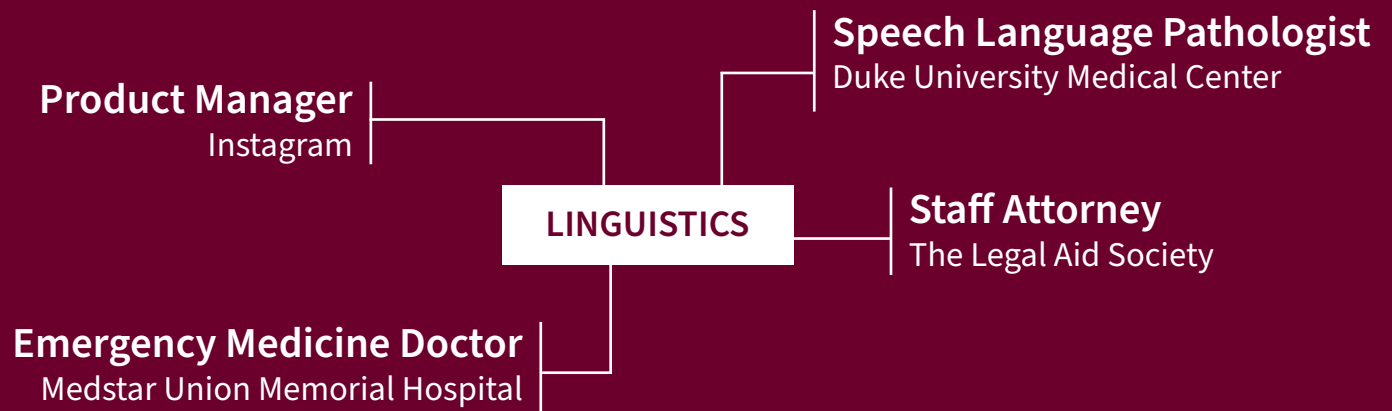 Speech Language Pathologist
Duke University Medical Center
Product Manager
Instagram
LINGUISTICS
Staff Attorney
The Legal Aid Society
Emergency Medicine Doctor
Medstar Union Memorial Hospital